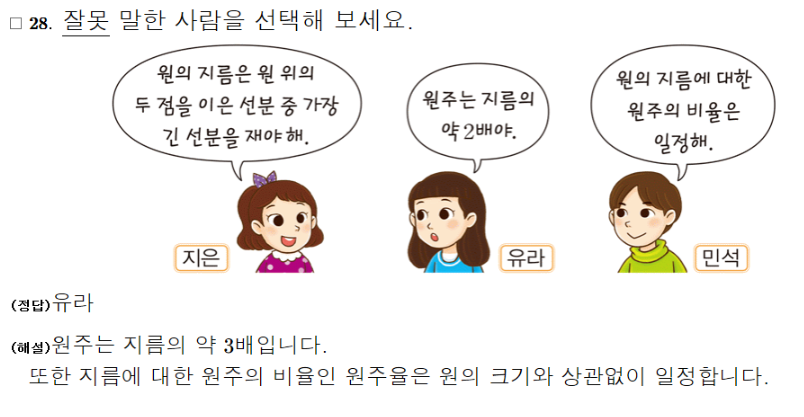 □ 28. 잘못 말한 사람을 선택해 보세요.
원의 지름은 원 위의
두 점을 이은 선분 중 가장
긴 선분을 재야 해.
원주는 지름의
약 2배야.
원의 지름에 대한
원주의 비율은
일정해.
지은
유라
민석
(정답)유라
(해설)원주는 지름의 약 3배입니다.
또한 지름에 대한 원주의 비율인 원주율은 원의 크기와 상관없이 일정합니다.